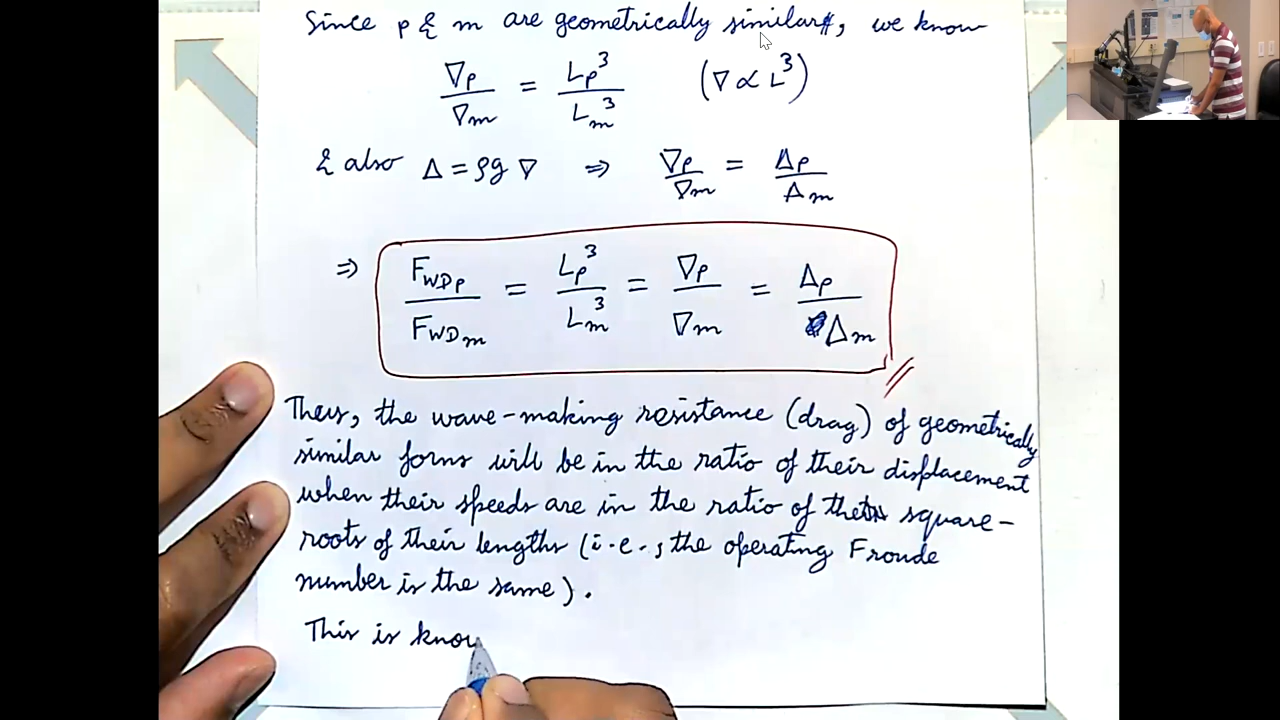 Since p & m are geometrically similar, we know
∇p/∇m = Lp³/Lm³ (∇ ∝ L³)
& also Δ = ρg ∇ ⇒ ∇p/∇m = Δp/Δm
⇒ FWDp/FWDm = Lp³/Lm³ = ∇p/∇m = Δp/Δm
Thus, the wave-making resistance (drag) of geometrically
similar forms will be in the ratio of their displacement
when their speeds are in the ratio of the square-
roots of their lengths (i.e., the operating Froude
number is the same).
This is know